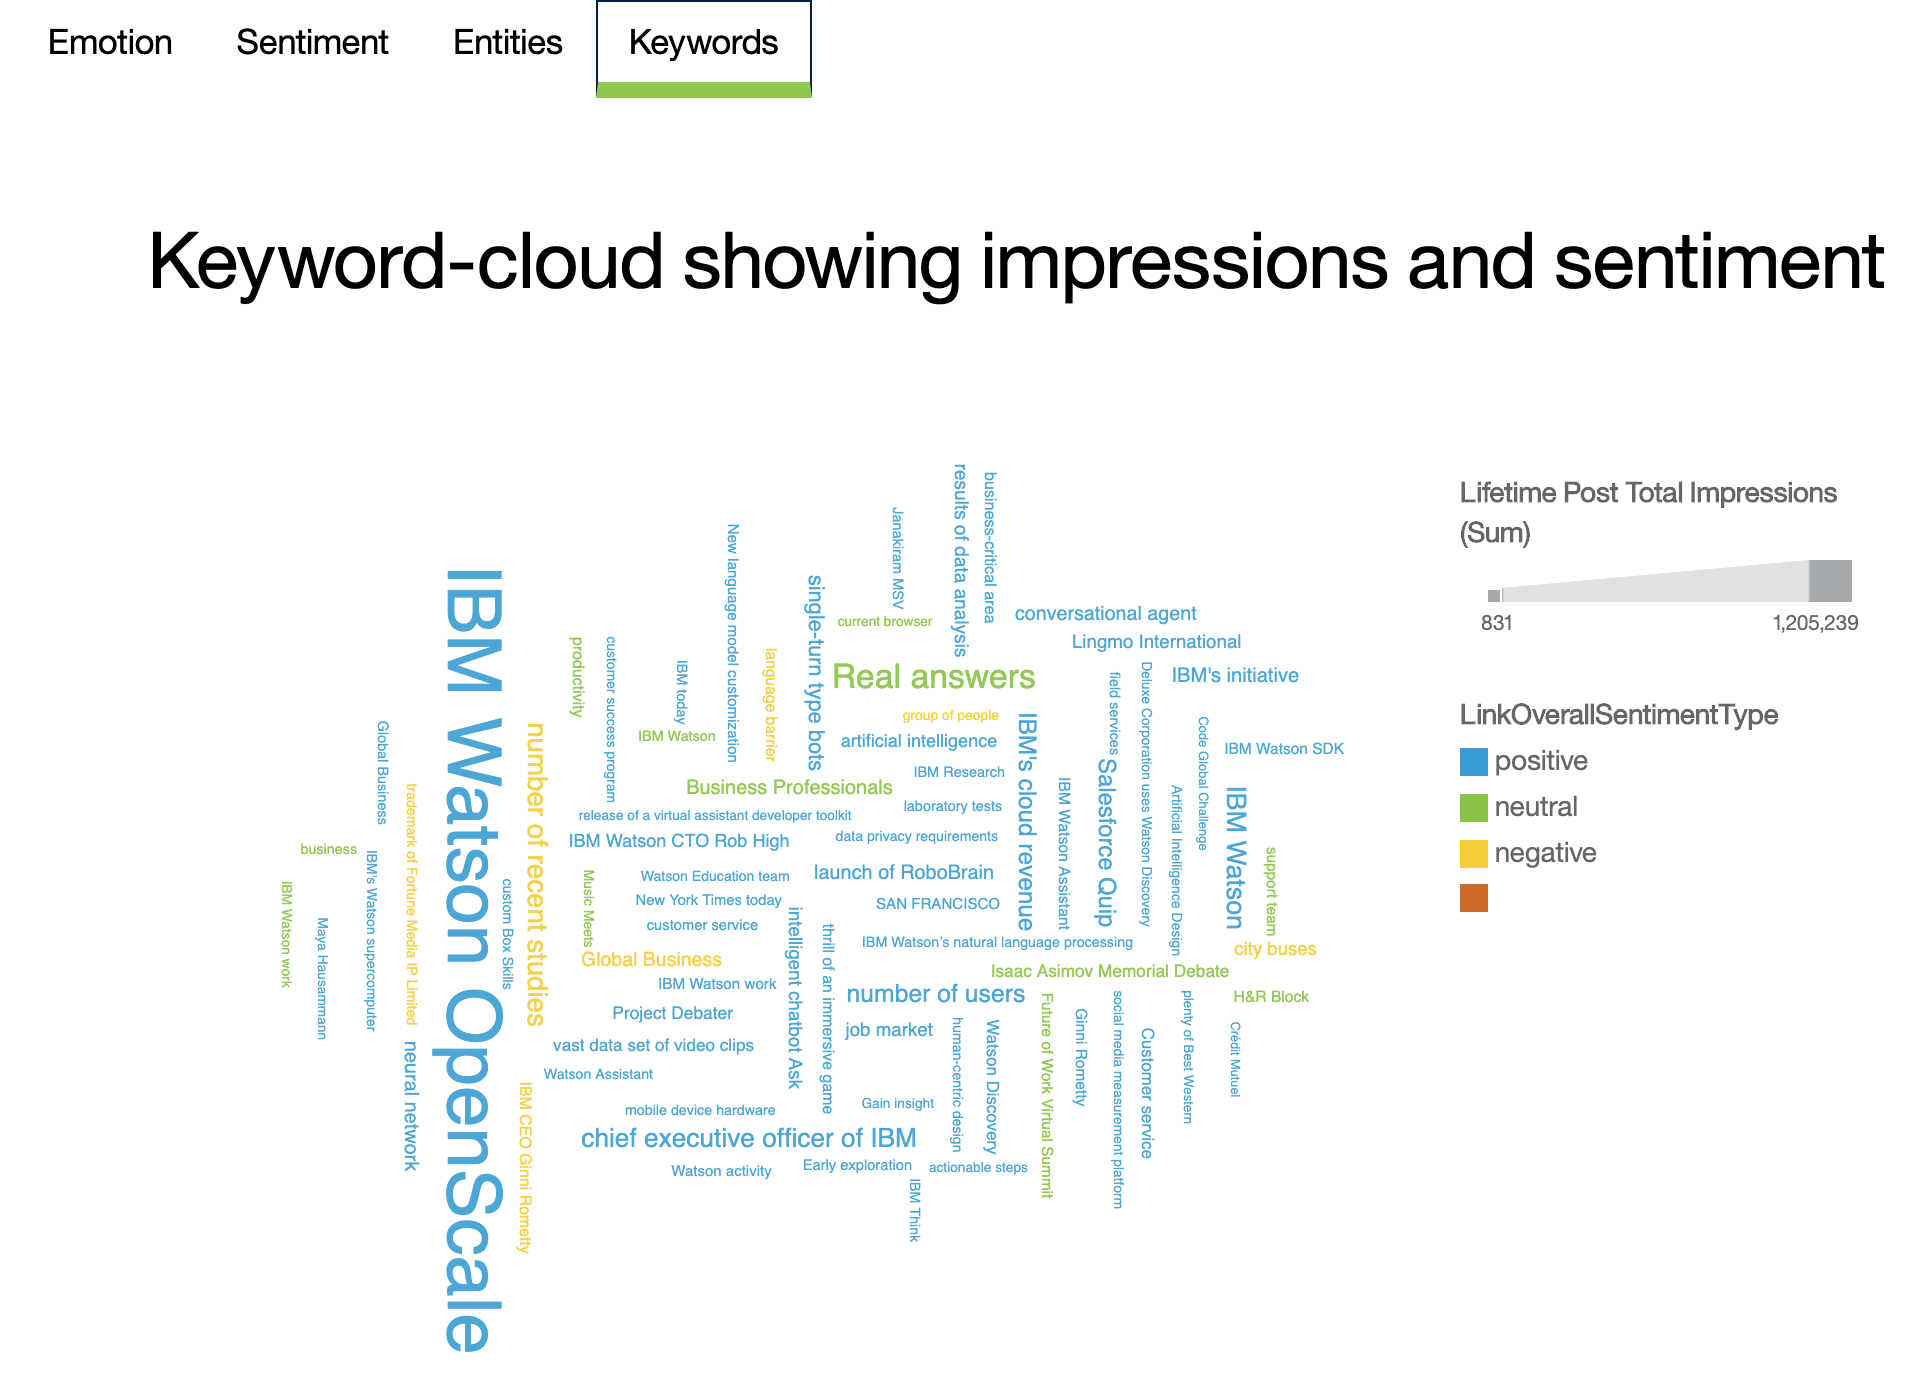 Emotion
Sentiment
Entities
Keywords
Keyword-cloud showing impressions and sentiment
results of data analysis
business-critical area
Janakiram MSV
New language model customization
single-turn type bots
conversational agent
current browser
Lingmo International
productivity
customer success program
IBM today
language barrier
Real answers
IBM's initiative
field services
Deluxe Corporation uses Watson Discovery
IBM Watson OpenScale
number of recent studies
Global Business
IBM Watson
group of people
artificial intelligence
IBM's cloud revenue
Code Global Challenge
IBM Watson SDK
IBM Research
Business Professionals
Salesforce Quip
IBM Watson Assistant
Artificial Intelligence Design
IBM Watson
trademark of Fortune Media IP Limited
laboratory tests
release of a virtual assistant developer toolkit
data privacy requirements
IBM Watson CTO Rob High
business
IBM's Watson supercomputer
support team
launch of RoboBrain
Watson Education team
Music Meets
IBM Watson work
custom Box Skills
New York Times today
SAN FRANCISCO
intelligent chatbot Ask
thrill of an immersive game
customer service
Maya Hausammann
IBM Watson’s natural language processing
city buses
Global Business
Isaac Asimov Memorial Debate
IBM Watson work
number of users
H&R Block
Future of Work Virtual Summit
social media measurement platform
plenty of Best Western
Project Debater
Ginni Rometty
job market
human-centric design
Watson Discovery
Customer service
Crédit Mutuel
vast data set of video clips
neural network
Watson Assistant
IBM CEO Ginni Rometty
mobile device hardware
Gain insight
chief executive officer of IBM
Watson activity
Early exploration
actionable steps
IBM Think
Lifetime Post Total Impressions
(Sum)
831
1,205,239
LinkOverallSentimentType
positive
neutral
negative